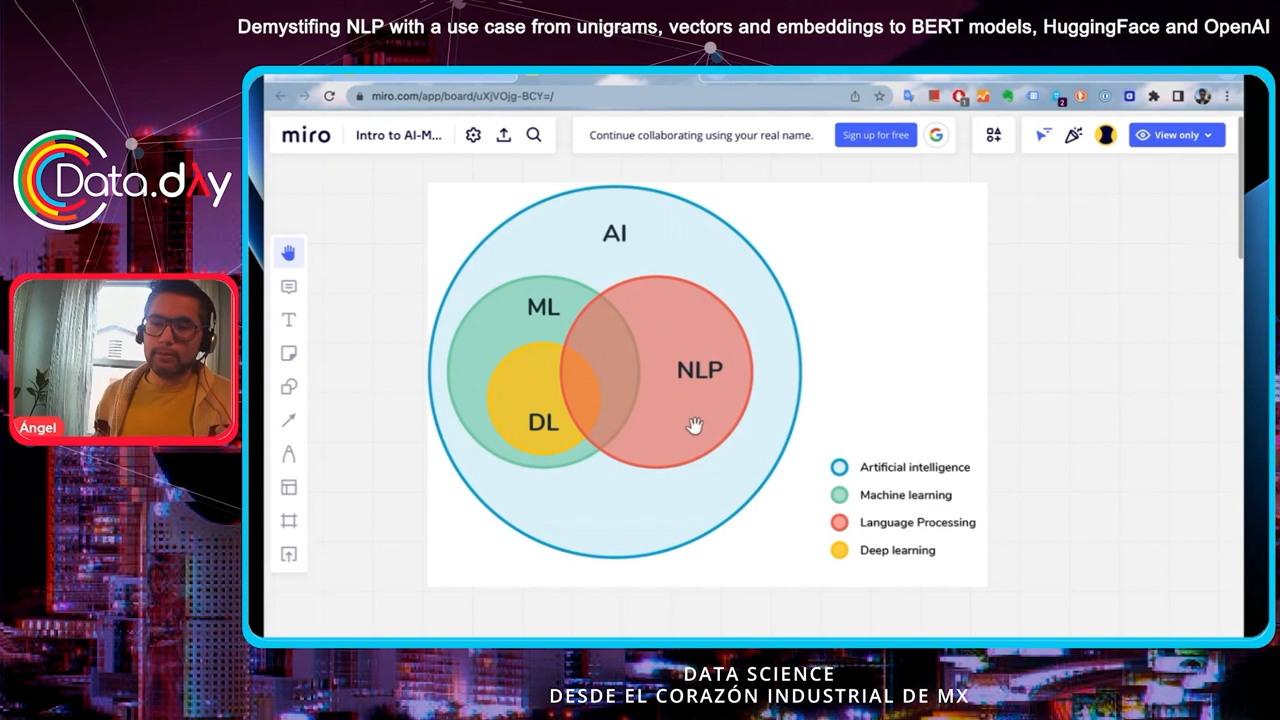 Demystifing NLP with a use case from unigrams, vectors and embeddings to BERT models, HuggingFace and OpenAI
miro.com/app/board/uXjVOjg-BCY=/
miro
Intro to AI-M...
Continue collaborating using your real name.
Sign up for free
View only
Data.day
AI
ML
NLP
DL
Ángel
Artificial intelligence
Machine learning
Language Processing
Deep learning
DATA SCIENCE
DESDE EL CORAZÓN INDUSTRIAL DE MX